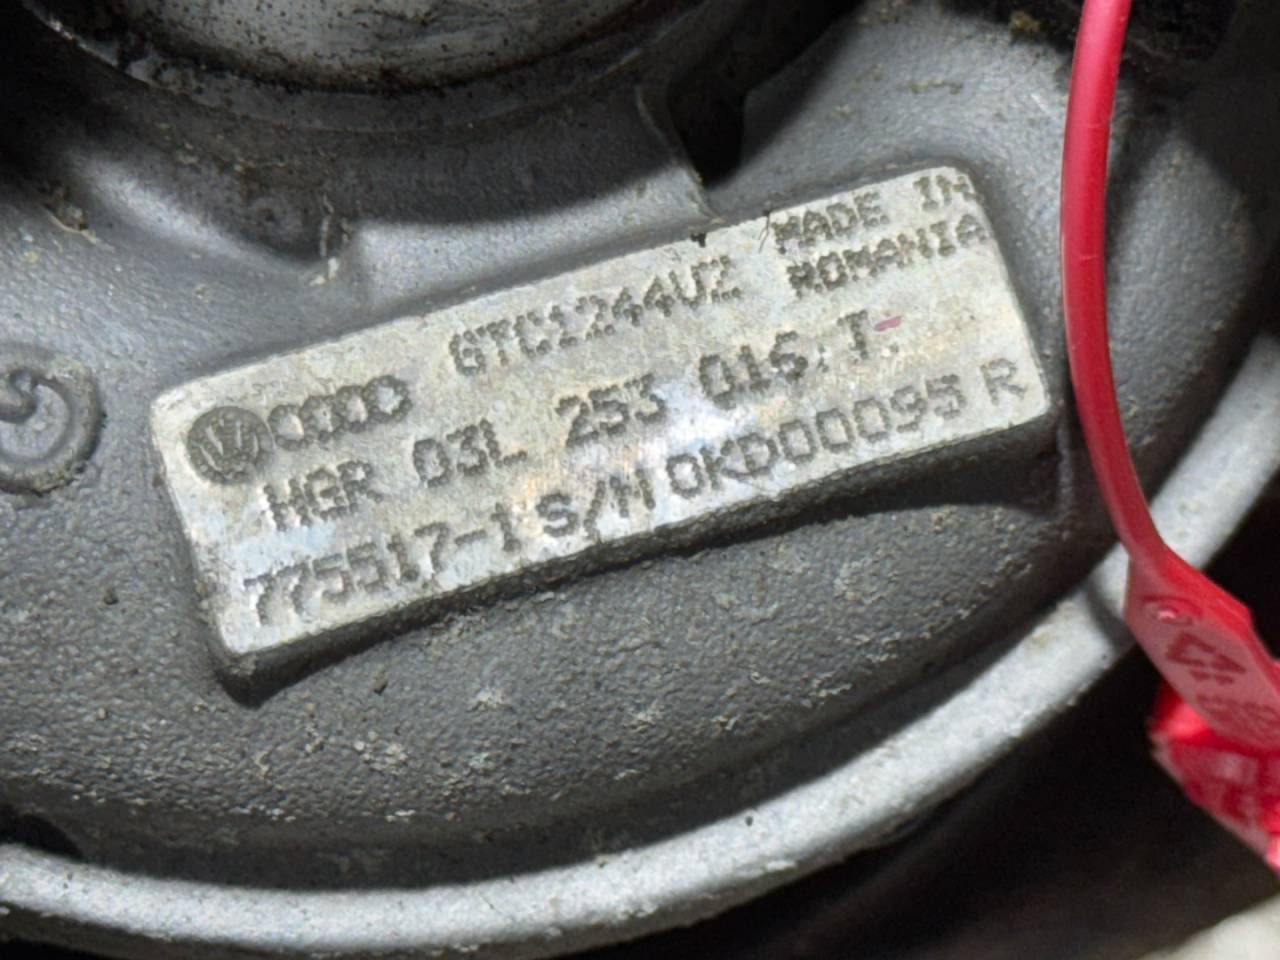 GTC1244VZ MADE IN
ROMANIA
HGR 03L 253 016 T
775517-1 S/N 0KD00095 R